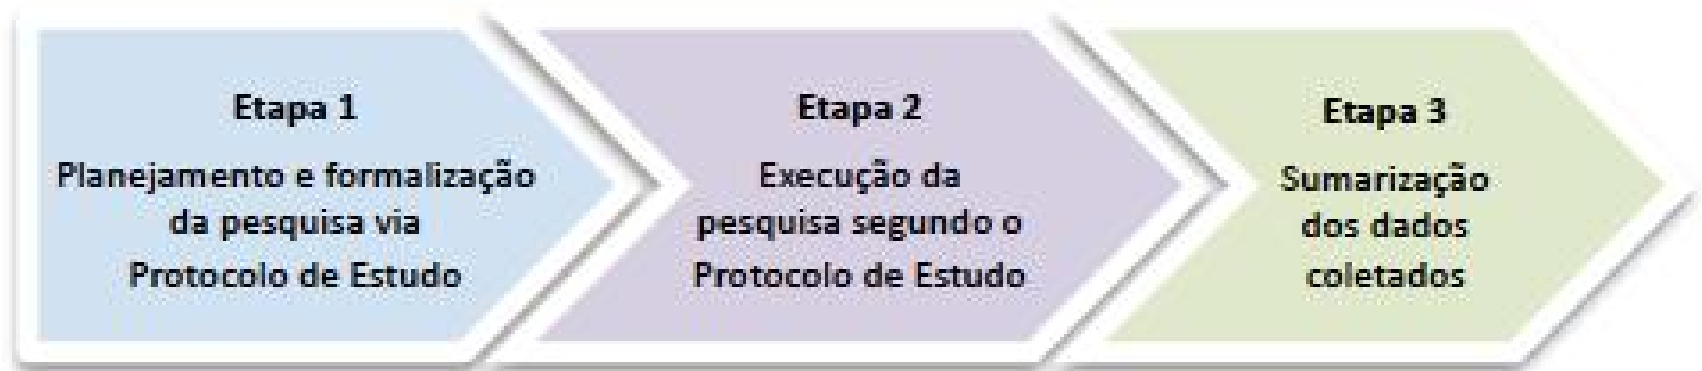 Etapa 1
Planejamento e formalização
da pesquisa via
Protocolo de Estudo
Etapa 2
Execução da
pesquisa segundo o
Protocolo de Estudo
Etapa 3
Sumarização
dos dados
coletados